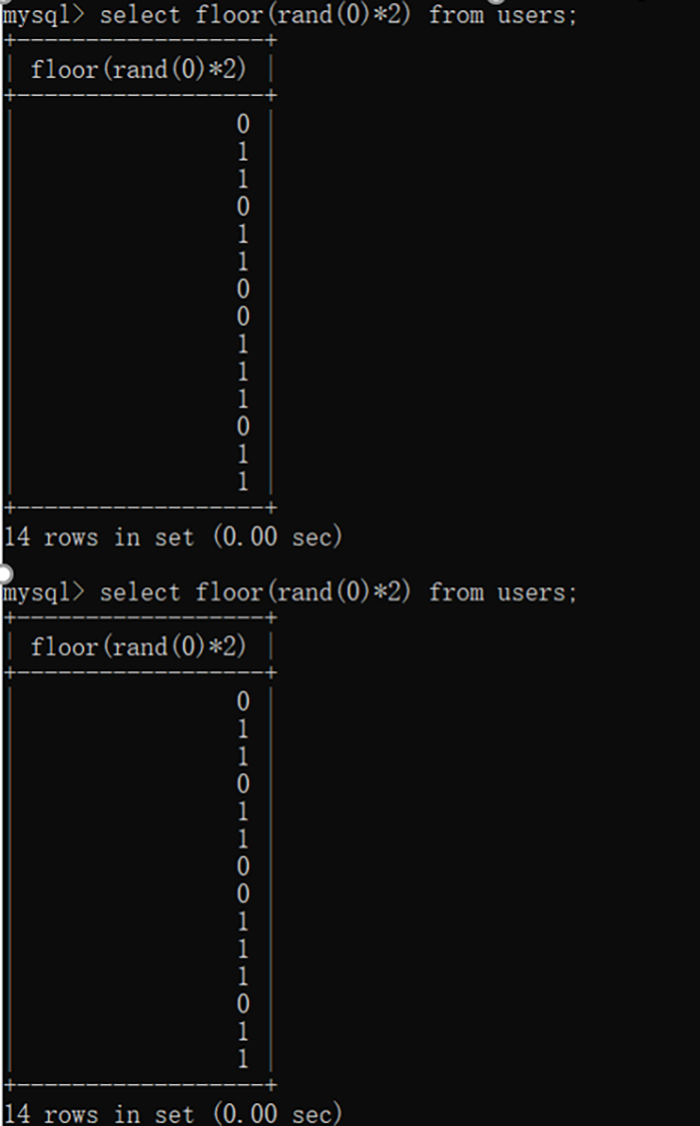 mysql> select floor(rand(0)*2) from users;
+------------------+
| floor(rand(0)*2) |
+------------------+
| 0 |
| 1 |
| 1 |
| 0 |
| 1 |
| 1 |
| 0 |
| 0 |
| 1 |
| 1 |
| 1 |
| 0 |
| 1 |
| 1 |
+------------------+
14 rows in set (0.00 sec)
mysql> select floor(rand(0)*2) from users;
+------------------+
| floor(rand(0)*2) |
+------------------+
| 0 |
| 1 |
| 1 |
| 0 |
| 1 |
| 1 |
| 0 |
| 0 |
| 1 |
| 1 |
| 1 |
| 0 |
| 1 |
| 1 |
+------------------+
14 rows in set (0.00 sec)